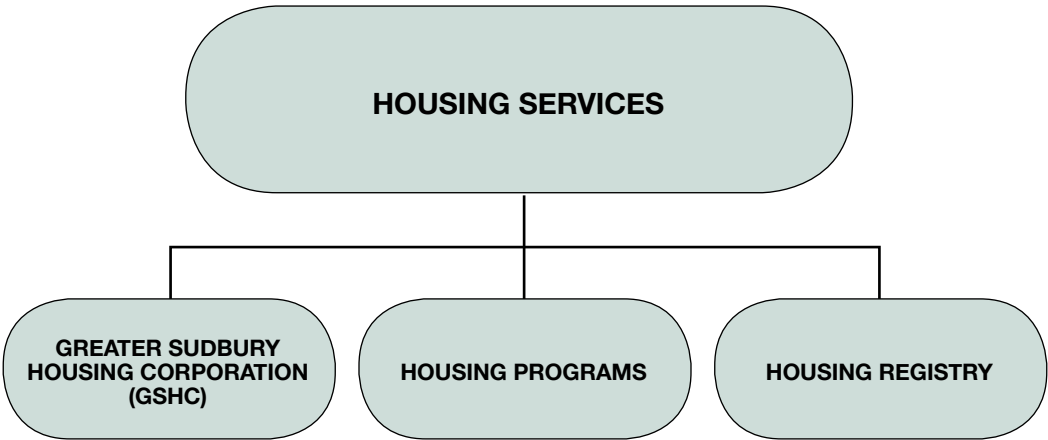 HOUSING SERVICES
GREATER SUDBURY
HOUSING CORPORATION
(GSHC)
HOUSING PROGRAMS
HOUSING REGISTRY